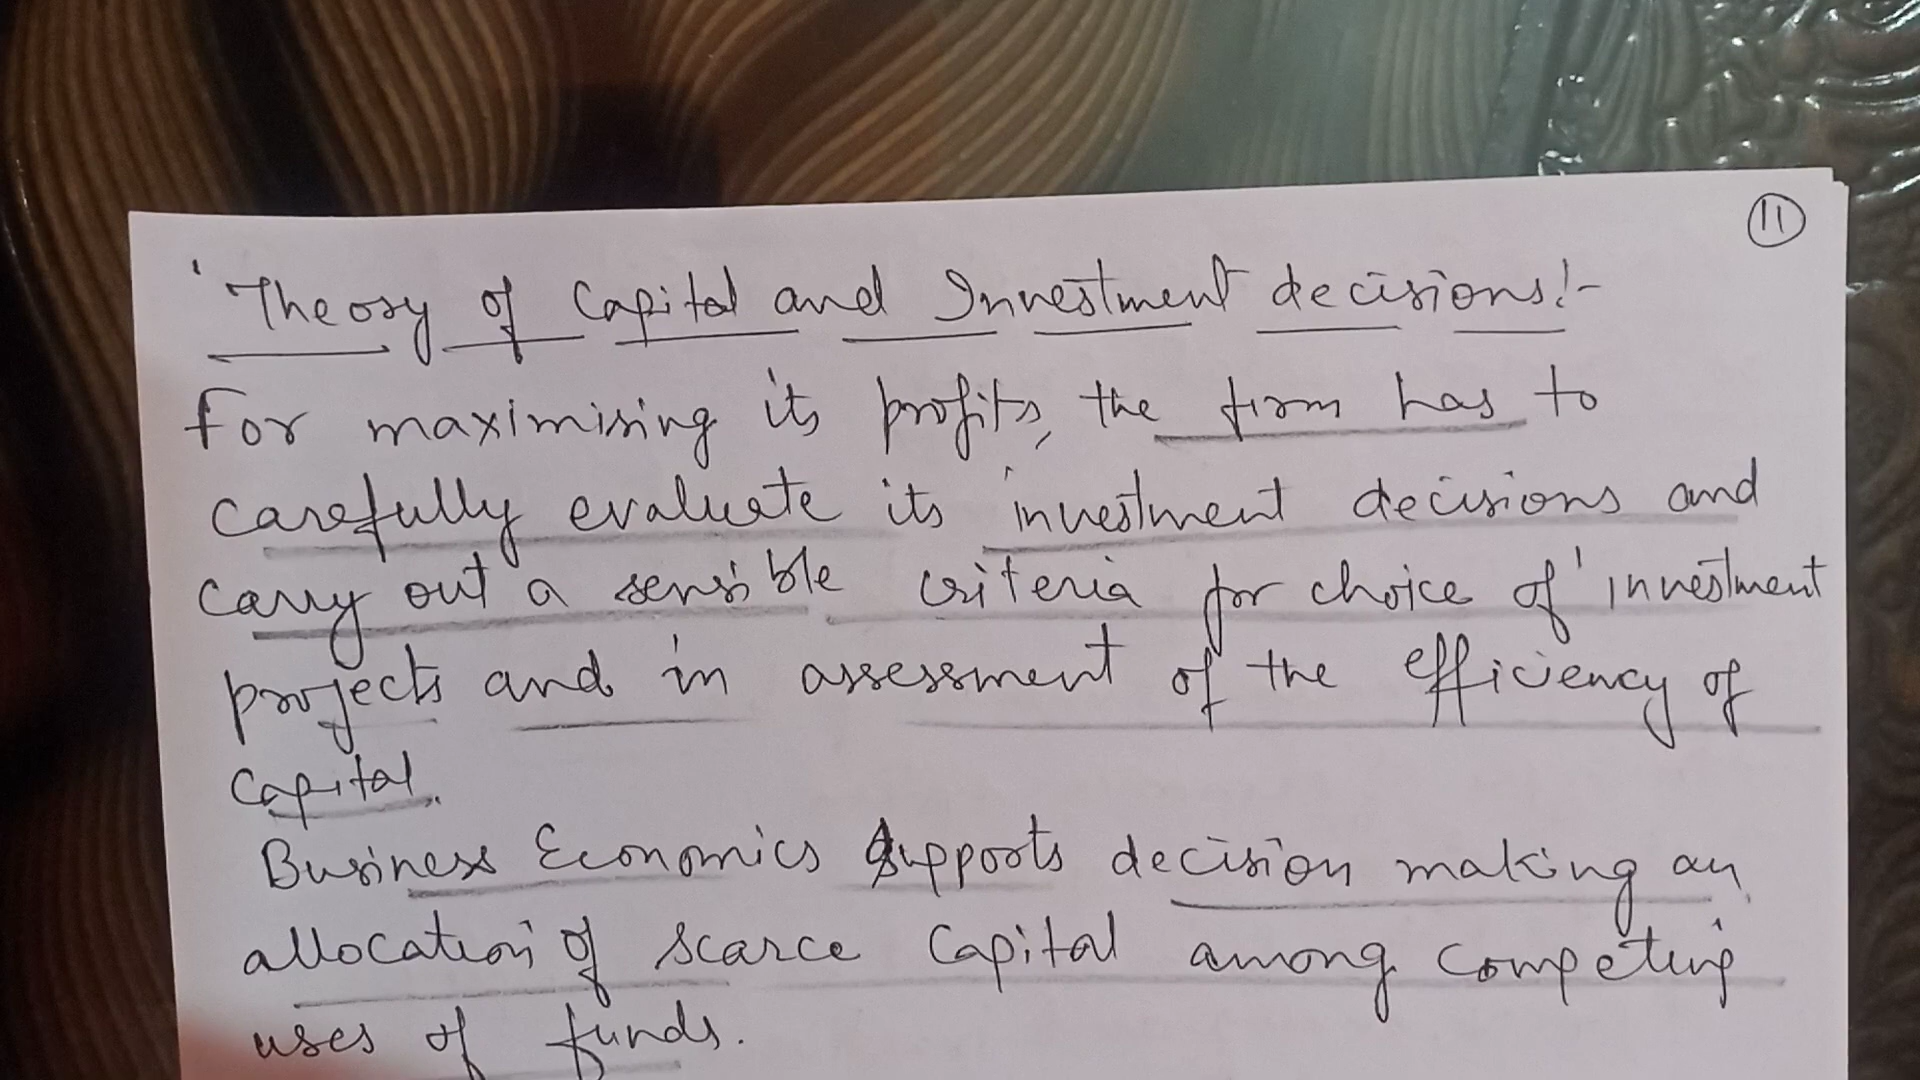 11
'Theory of Capital and Investment decisions:-
For maximising its profits, the firm has to
carefully evaluate its investment decisions and
carry out a sensible criteria for choice of investment
projects and in assessment of the efficiency of
Capital.
Business Economics Supports decision making an
allocation of scarce Capital among competing
uses of funds.